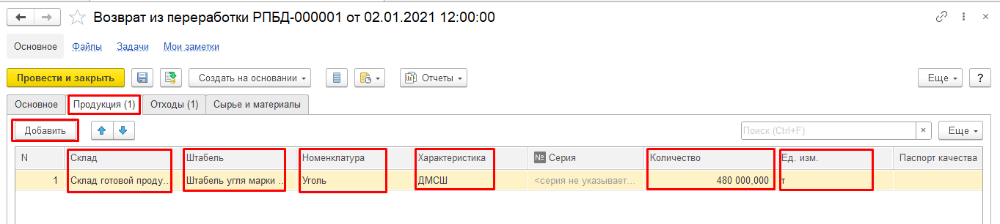 Возврат из переработки РПБД-000001 от 02.01.2021 12:00:00
Основное Файлы Задачи Мои заметки
Провести и закрыть Создать на основании Отчеты Еще ?
Основное Продукция (1) Отходы (1) Сырье и материалы
Добавить Поиск (Ctrl+F) × Еще
N Склад Штабель Номенклатура Характеристика № Серия Количество Ед. изм. Паспорт качества
1 Склад готовой проду... Штабель угля марки ... Уголь ДМСШ <серия не указывает... 480 000,000 т